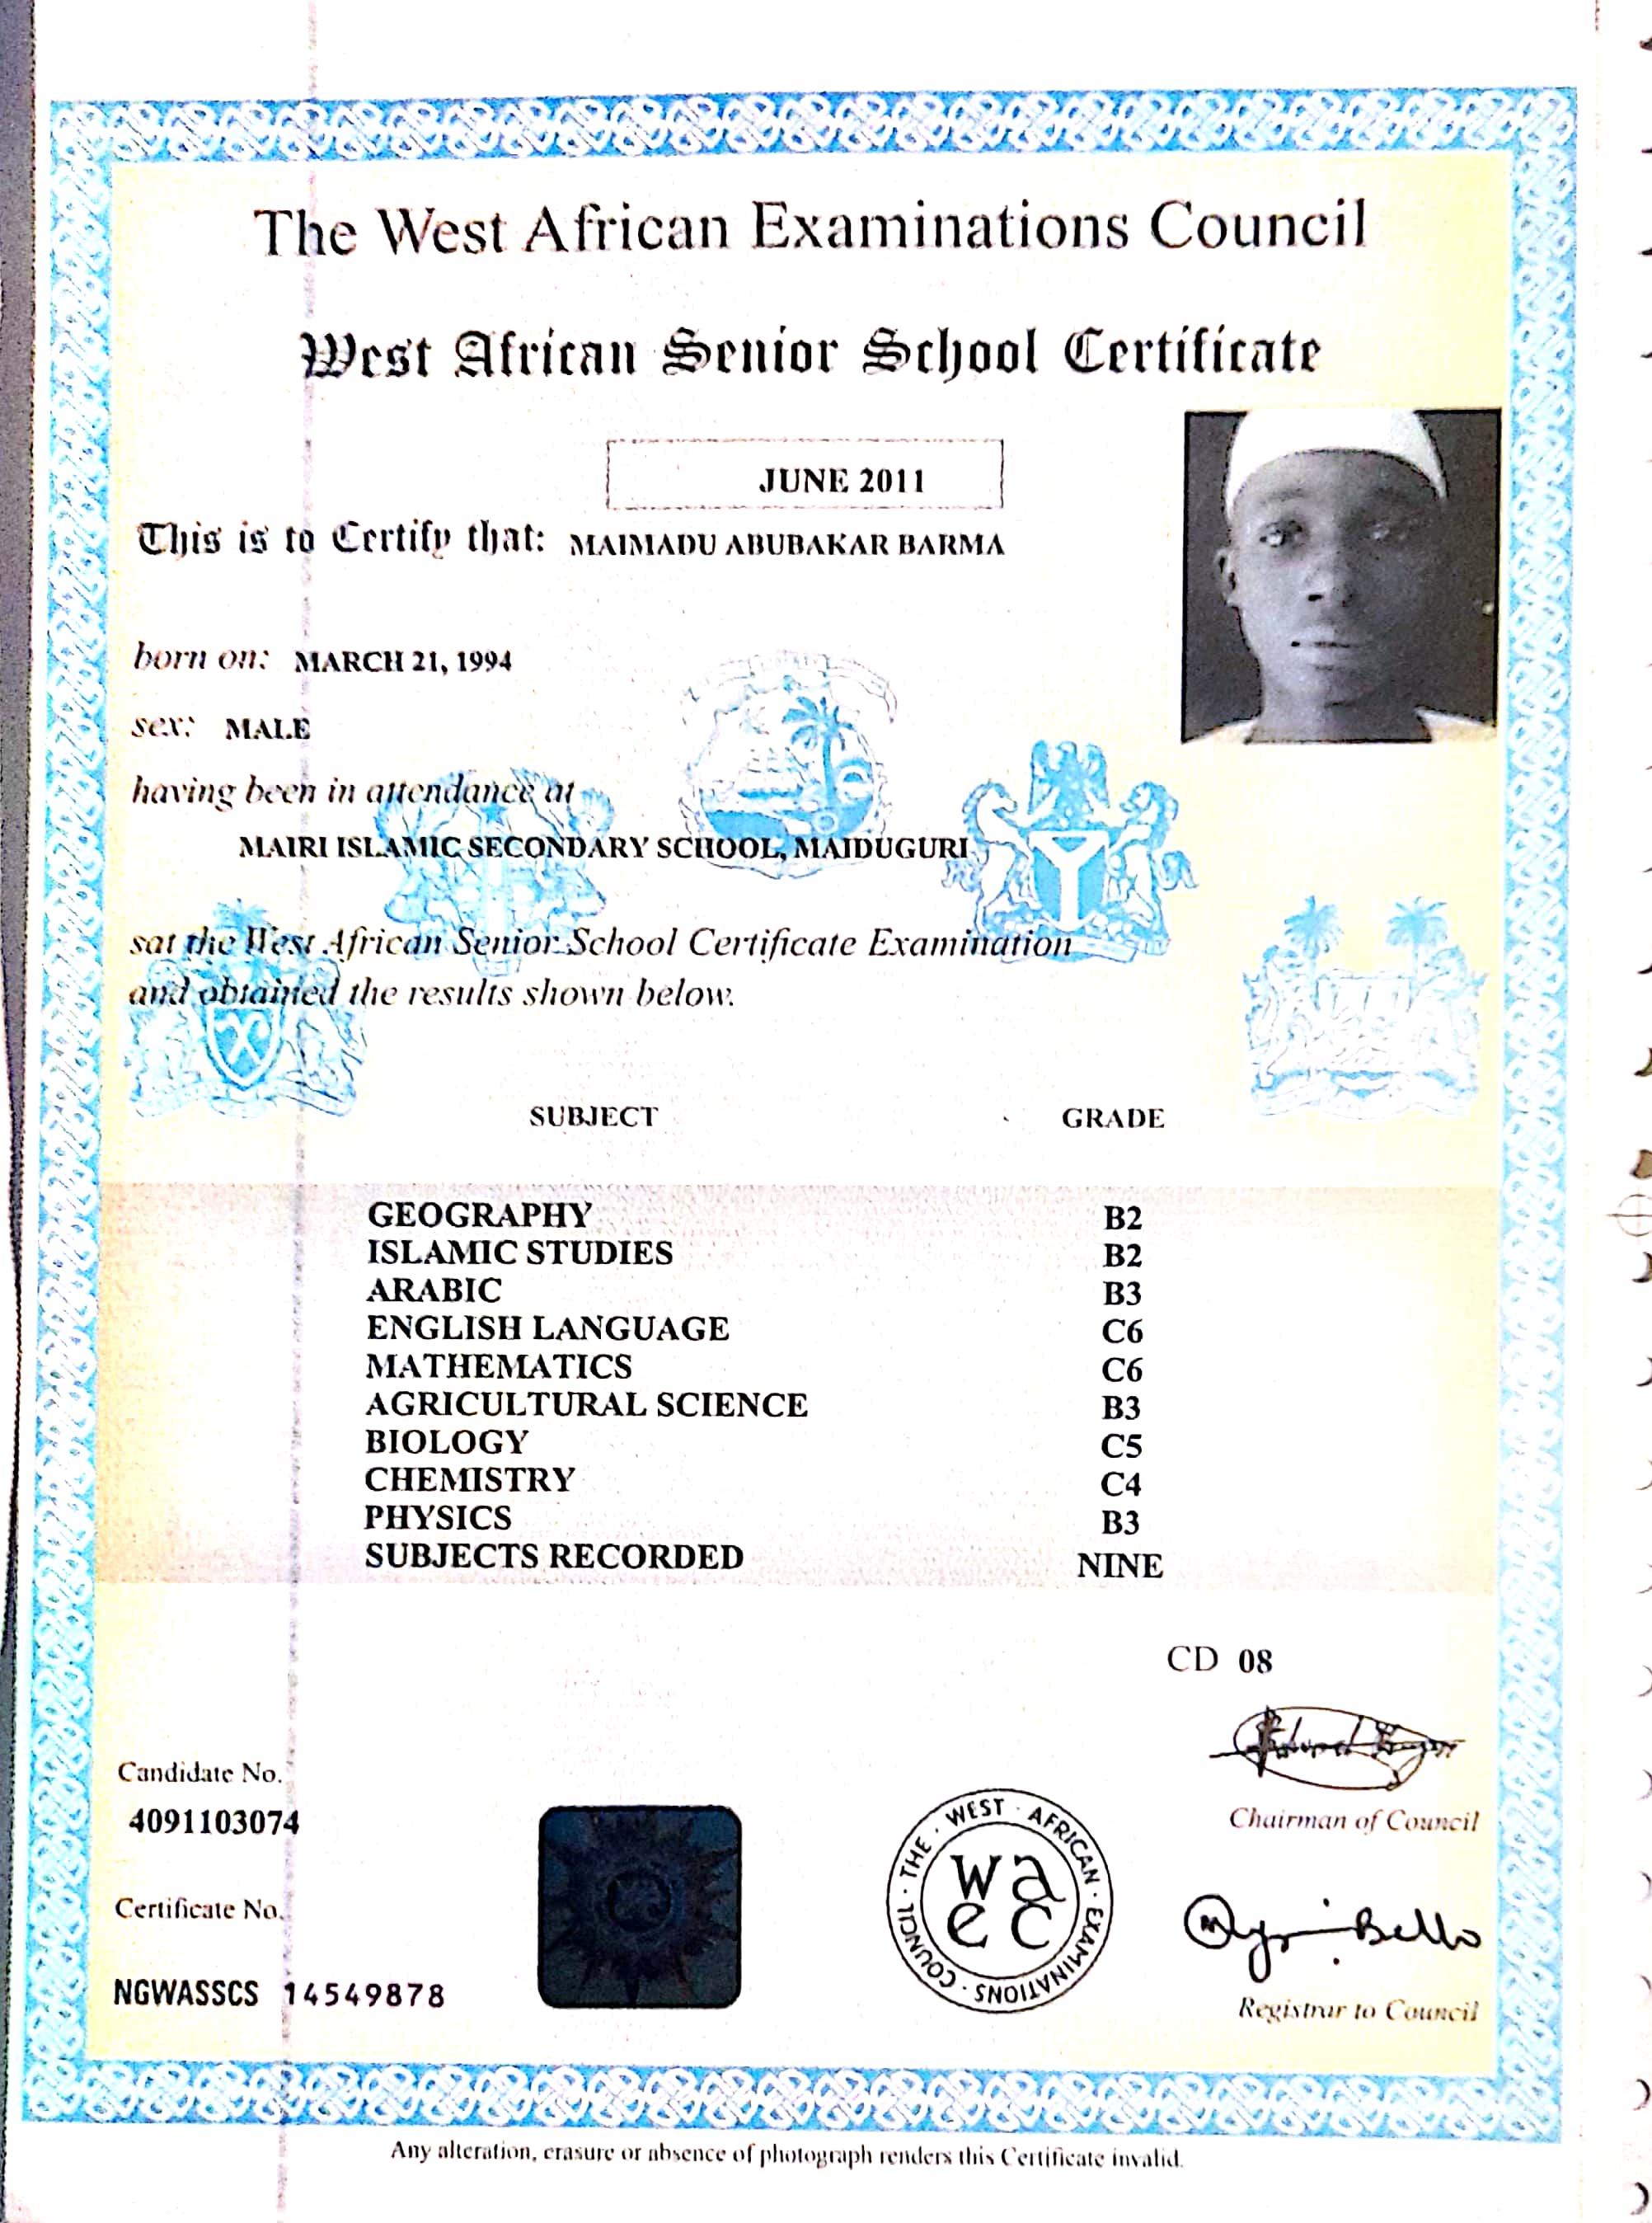 The West African Examinations Council
West African Senior School Certificate
JUNE 2011
This is to Certify that: MAIMADU ABUBAKAR BARMA
born on: MARCH 21, 1994
sex: MALE
having been in attendance at
MAIRI ISLAMIC SECONDARY SCHOOL, MAIDUGURI
sat the West African Senior School Certificate Examination
and obtained the results shown below.
SUBJECT GRADE
GEOGRAPHY B2
ISLAMIC STUDIES B2
ARABIC B3
ENGLISH LANGUAGE C6
MATHEMATICS C6
AGRICULTURAL SCIENCE B3
BIOLOGY C5
CHEMISTRY C4
PHYSICS B3
SUBJECTS RECORDED NINE
CD 08
Candidate No.
4091103074
Chairman of Council
THE · WEST · AFRICAN · EXAMINATIONS · COUNCIL ·
wa
ec
Certificate No.
Bello
NGWASSCS 14549878
Registrar to Council
Any alteration, erasure or absence of photograph renders this Certificate invalid.